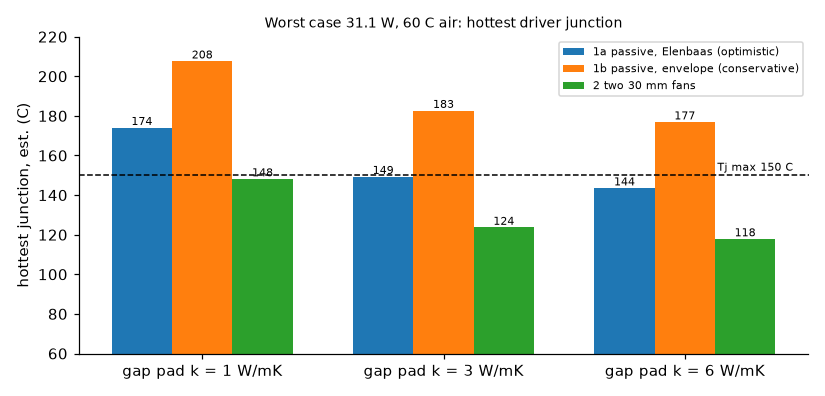 Worst case 31.1 W, 60 C air: hottest driver junction
hottest junction, est. (C)
220
200
180
160
140
120
100
80
60
1a passive, Elenbaas (optimistic)
1b passive, envelope (conservative)
2 two 30 mm fans
Tj max 150 C
174
208
148
149
183
124
144
177
118
gap pad k = 1 W/mK
gap pad k = 3 W/mK
gap pad k = 6 W/mK